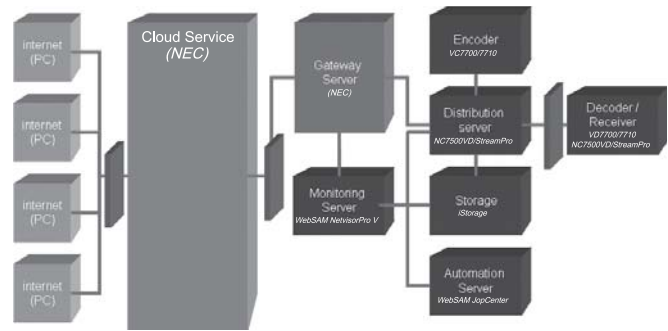 internet
(PC)
internet
(PC)
internet
(PC)
internet
(PC)
Cloud Service
(NEC)
Gateway
Server
(NEC)
Monitoring
Server
WebSAM NetvisorPro V
Encoder
VC7700/7710
Distribution
server
NC7500VD/StreamPro
Storage
iStorage
Automation
Server
WebSAM JopCenter
Decoder /
Receiver
VD7700/7710
NC7500VD/StreamPro